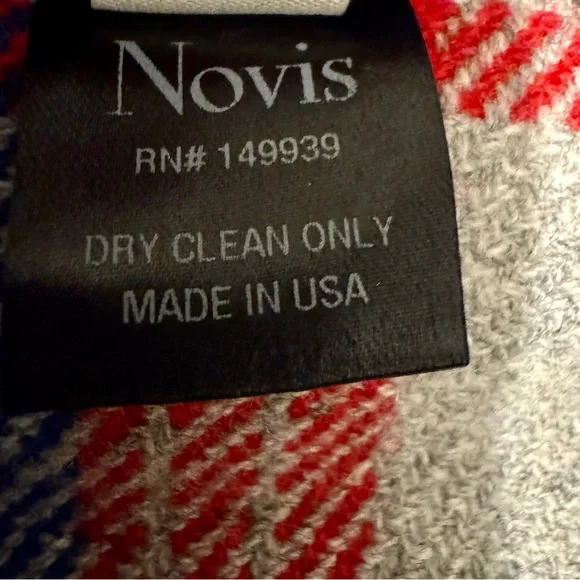 Novis
RN# 149939
DRY CLEAN ONLY
MADE IN USA